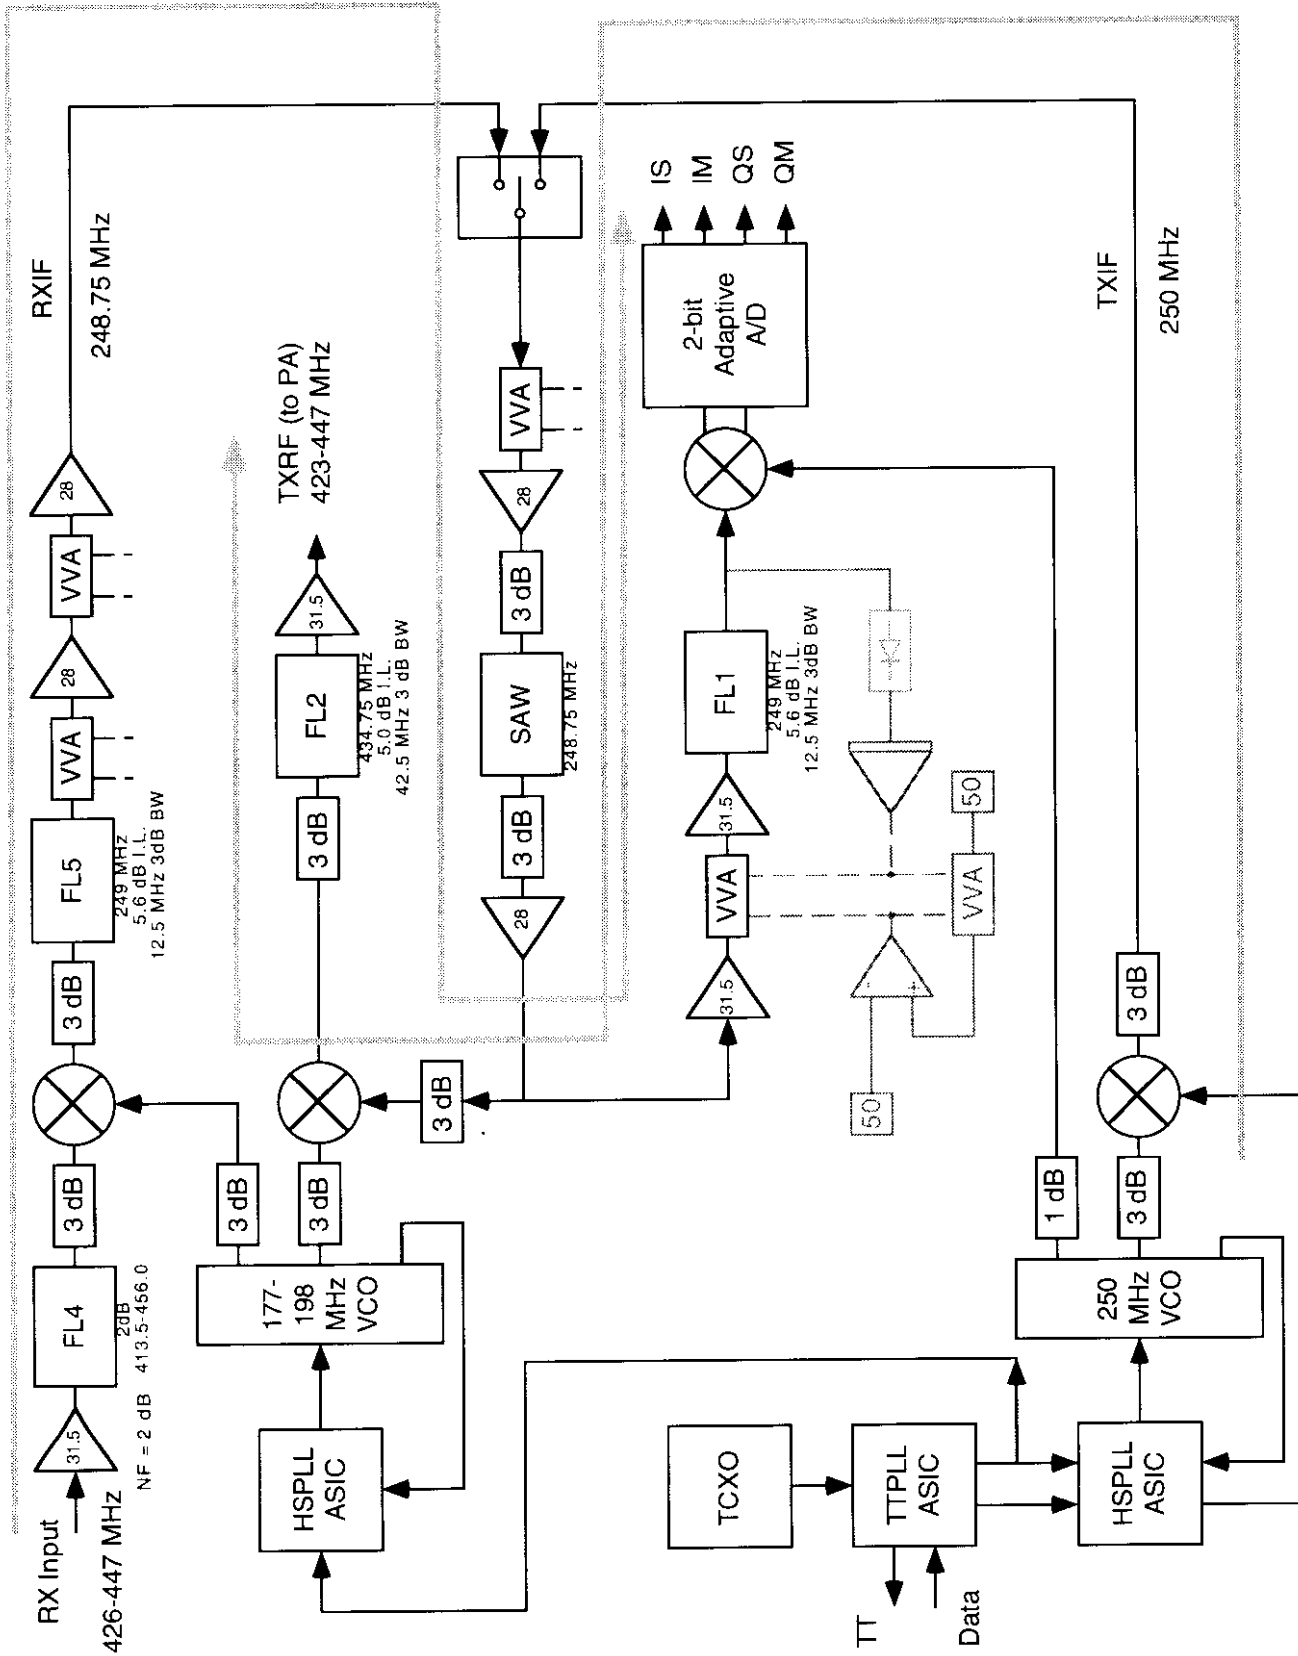 RX Input
426-447 MHz
31.5
NF = 2 dB
FL4
2dB
413.5-456.0
3 dB
3 dB
FL5
249 MHz
5.6 dB I.L.
12.5 MHz 3dB BW
VVA
28
VVA
28
RXIF
248.75 MHz
HSPLL
ASIC
177-
198
MHz
VCO
3 dB
3 dB
3 dB
FL2
434.75 MHz
5.0 dB I.L.
42.5 MHz 3 dB BW
31.5
TXRF (to PA)
423-447 MHz
3 dB
28
3 dB
SAW
248.75 MHz
3 dB
28
VVA
31.5
VVA
31.5
FL1
249 MHz
5.6 dB I.L.
12.5 MHz 3dB BW
2-bit
Adaptive
A/D
IS
IM
QS
QM
50
-
+
VVA
50
TCXO
TTPLL
ASIC
TT
Data
HSPLL
ASIC
250
MHz
VCO
1 dB
3 dB
3 dB
TXIF
250 MHz